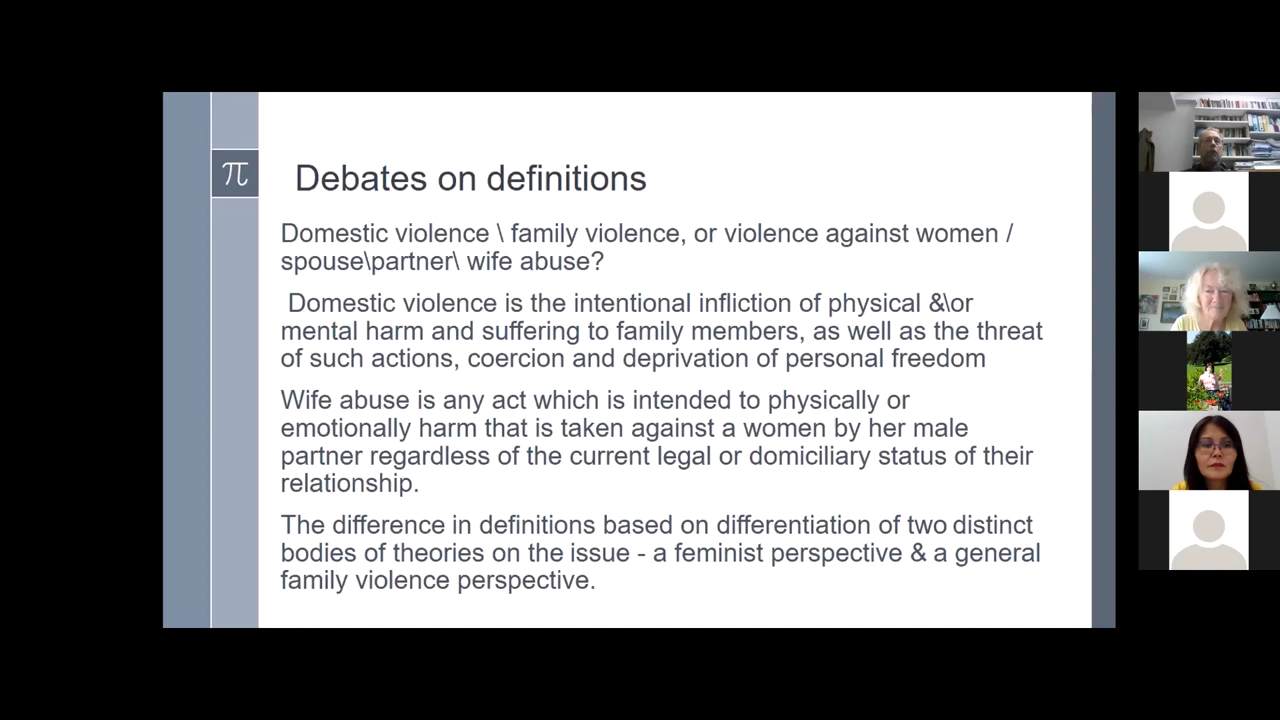 π
Debates on definitions
Domestic violence \ family violence, or violence against women /
spouse\partner\ wife abuse?
Domestic violence is the intentional infliction of physical &\or
mental harm and suffering to family members, as well as the threat
of such actions, coercion and deprivation of personal freedom
Wife abuse is any act which is intended to physically or
emotionally harm that is taken against a women by her male
partner regardless of the current legal or domiciliary status of their
relationship.
The difference in definitions based on differentiation of two distinct
bodies of theories on the issue - a feminist perspective & a general
family violence perspective.